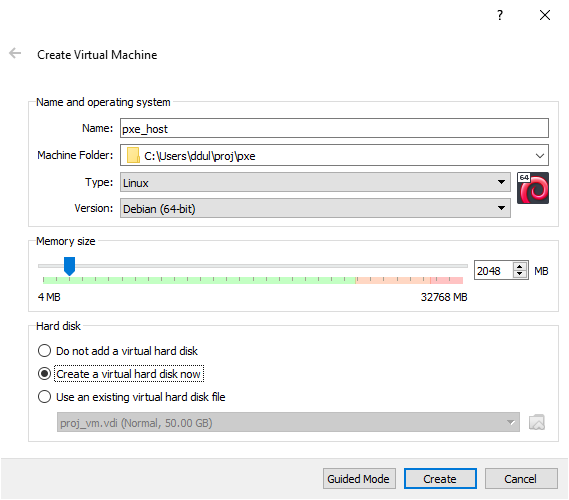 ?
Create Virtual Machine
Name and operating system
Name: pxe_host
Machine Folder: C:\Users\ddul\proj\pxe
Type: Linux
64
Version: Debian (64-bit)
Memory size
2048 MB
4 MB 32768 MB
Hard disk
Do not add a virtual hard disk
Create a virtual hard disk now
Use an existing virtual hard disk file
proj_vm.vdi (Normal, 50.00 GB)
Guided Mode Create Cancel